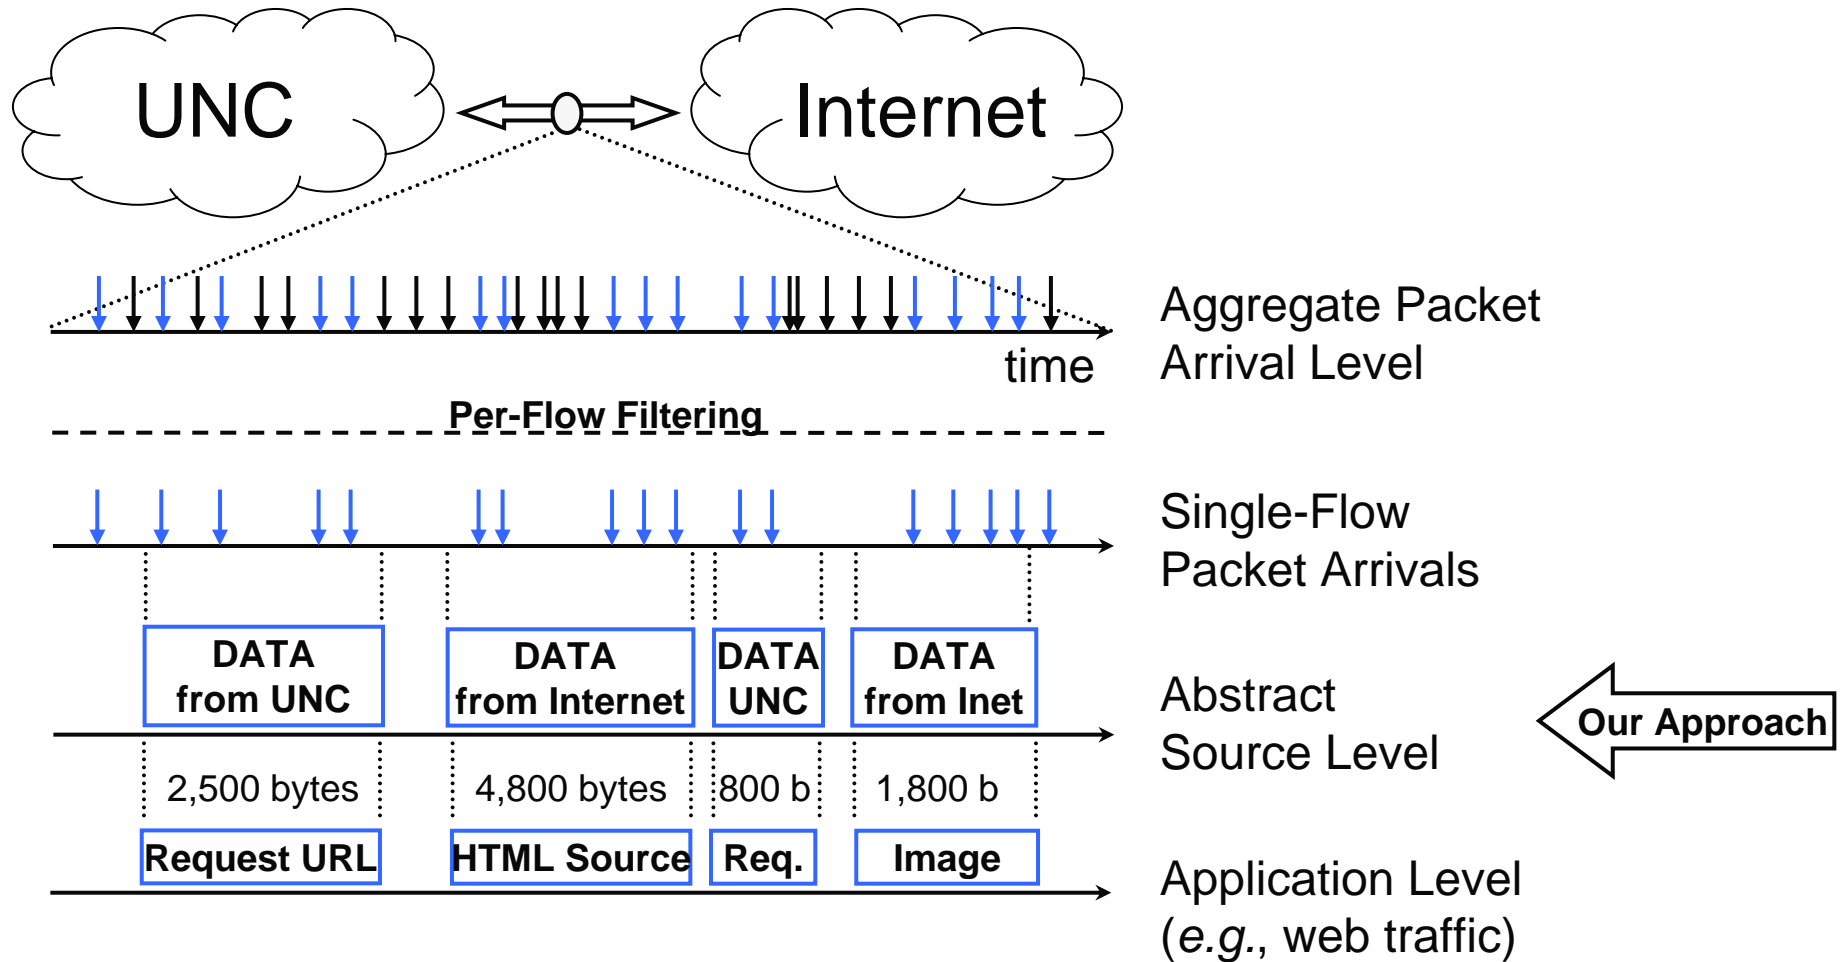 UNC
Internet
Aggregate Packet
Arrival Level
time
Per-Flow Filtering
Single-Flow
Packet Arrivals
DATA
from UNC
DATA
from Internet
DATA
UNC
DATA
from Inet
Abstract
Source Level
Our Approach
2,500 bytes
4,800 bytes
800 b
1,800 b
Request URL
HTML Source
Req.
Image
Application Level
(e.g., web traffic)